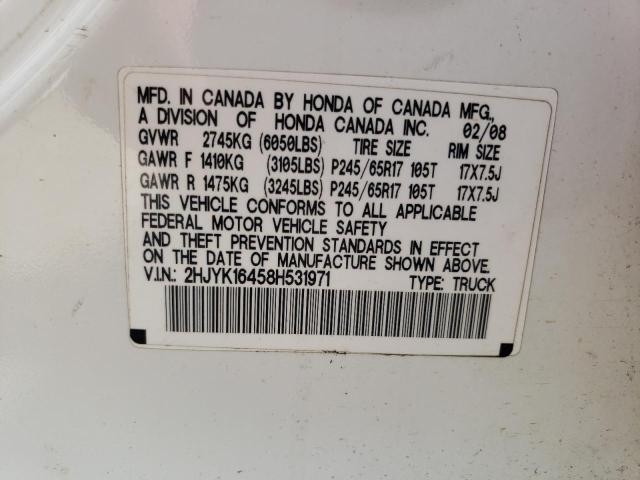 MFD. IN CANADA BY HONDA OF CANADA MFG.,
A DIVISION OF HONDA CANADA INC. 02/08
GVWR 2745KG (6050LBS) TIRE SIZE RIM SIZE
GAWR F 1410KG (3105LBS) P245/65R17 105T 17X7.5J
GAWR R 1475KG (3245LBS) P245/65R17 105T 17X7.5J
THIS VEHICLE CONFORMS TO ALL APPLICABLE
FEDERAL MOTOR VEHICLE SAFETY
AND THEFT PREVENTION STANDARDS IN EFFECT
ON THE DATE OF MANUFACTURE SHOWN ABOVE.
V.I.N.: 2HJYK16458H531971 TYPE: TRUCK